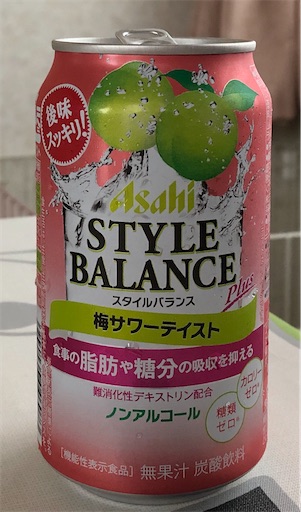 後味
スッキリ!
Asahi
STYLE
BALANCE
Plus
スタイルバランス
梅サワーテイスト
食事の脂肪や糖分の吸収を抑える
難消化性デキストリン配合
カロリー
ゼロ※
ノンアルコール
糖類
ゼロ※
[機能性表示食品] 無果汁 炭酸飲料